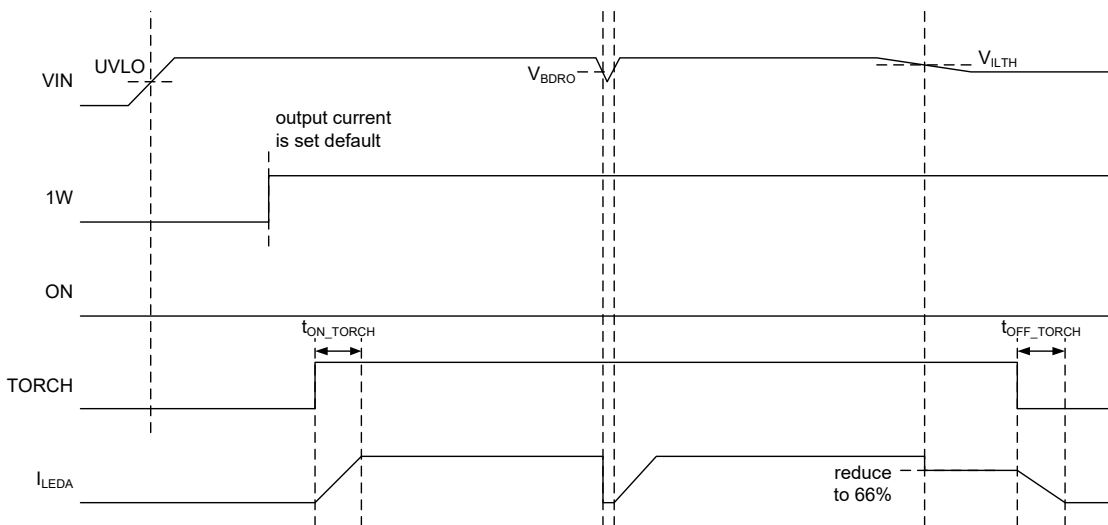 UVLO
VIN
V_BDRO
V_ILTH
output current
is set default
1W
ON
t_ON_TORCH
t_OFF_TORCH
TORCH
I_LEDA
reduce
to 66%